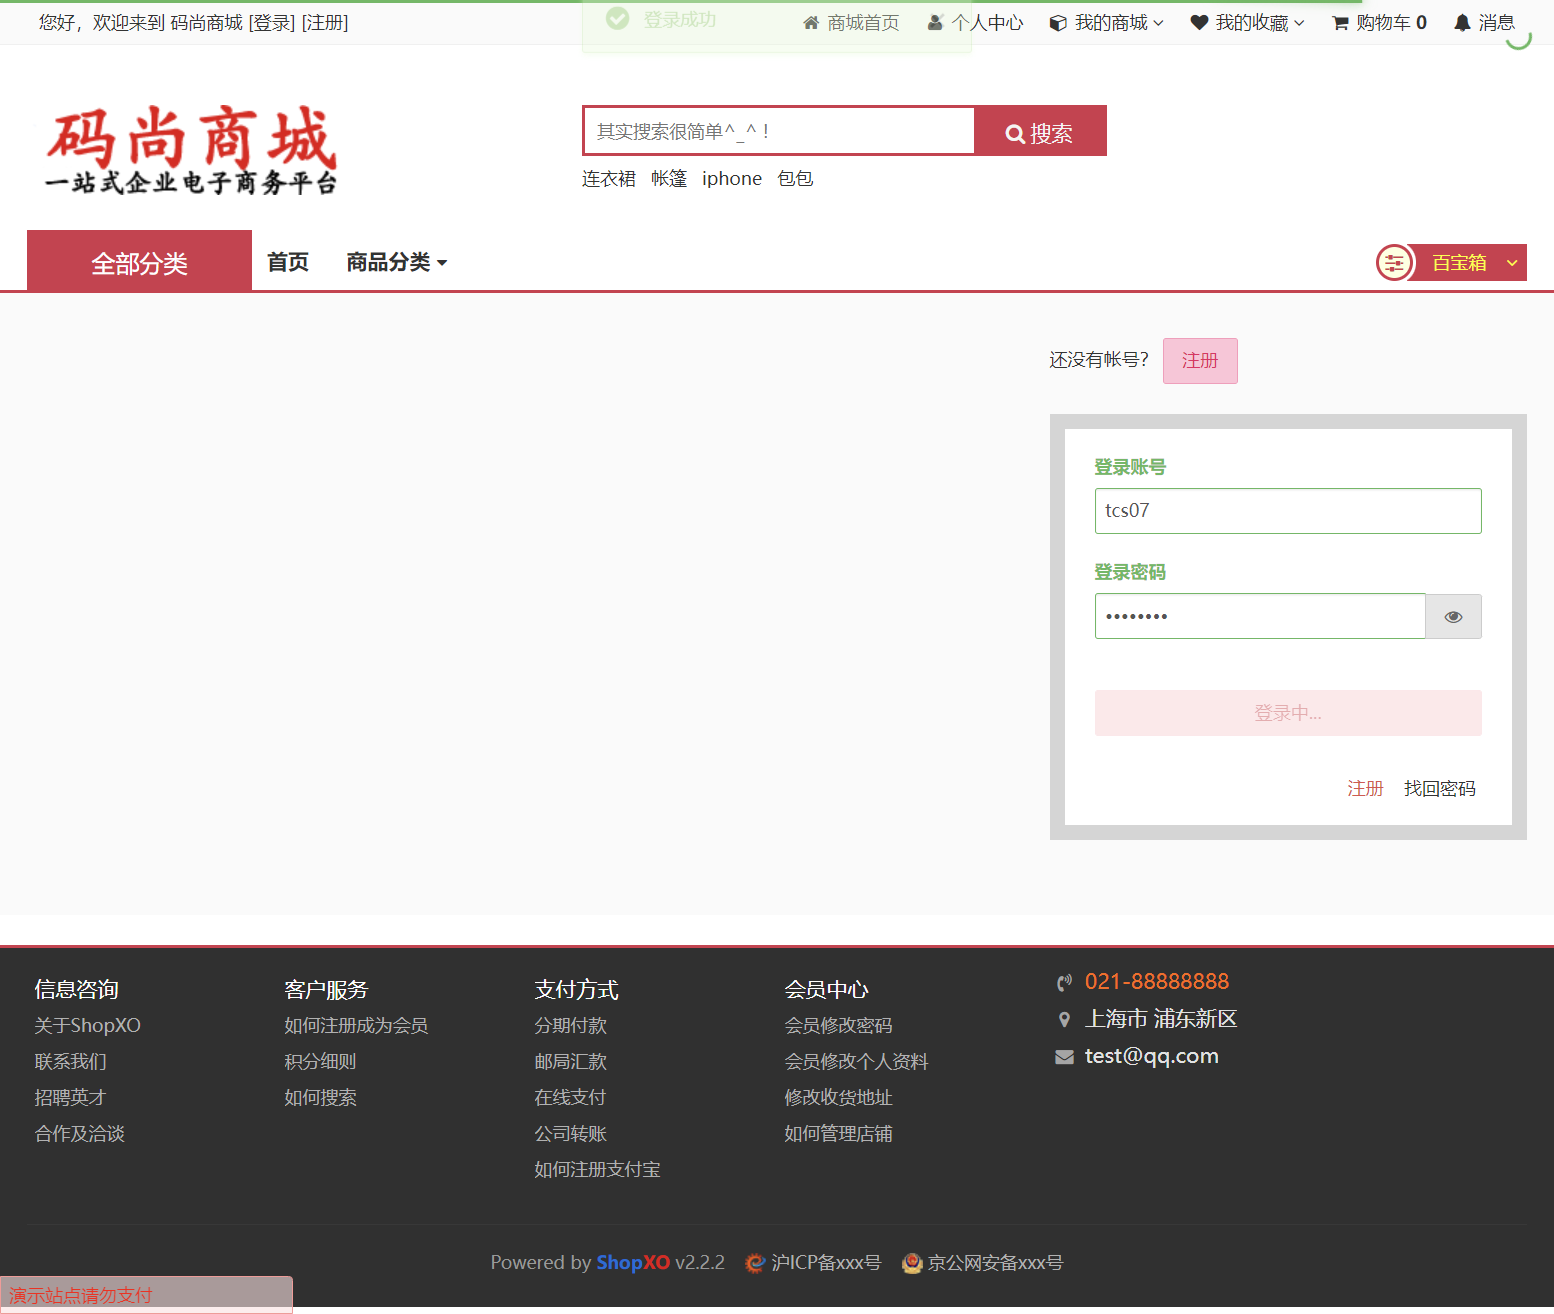 您好，欢迎来到 码尚商城 [登录] [注册]
登录成功
商城首页 个人中心 我的商城 我的收藏 购物车 0 消息
码尚商城
一站式企业电子商务平台
其实搜索很简单^_^！
搜索
连衣裙 帐篷 iphone 包包
全部分类 首页 商品分类 百宝箱
还没有帐号？ 注册
登录账号
tcs07
登录密码
••••••••
登录中...
注册 找回密码
信息咨询
关于ShopXO
联系我们
招聘英才
合作及洽谈
客户服务
如何注册成为会员
积分细则
如何搜索
支付方式
分期付款
邮局汇款
在线支付
公司转账
如何注册支付宝
会员中心
会员修改密码
会员修改个人资料
修改收货地址
如何管理店铺
021-88888888
上海市 浦东新区
test@qq.com
Powered by ShopXO v2.2.2 沪ICP备xxx号 京公网安备xxx号
演示站点请勿支付